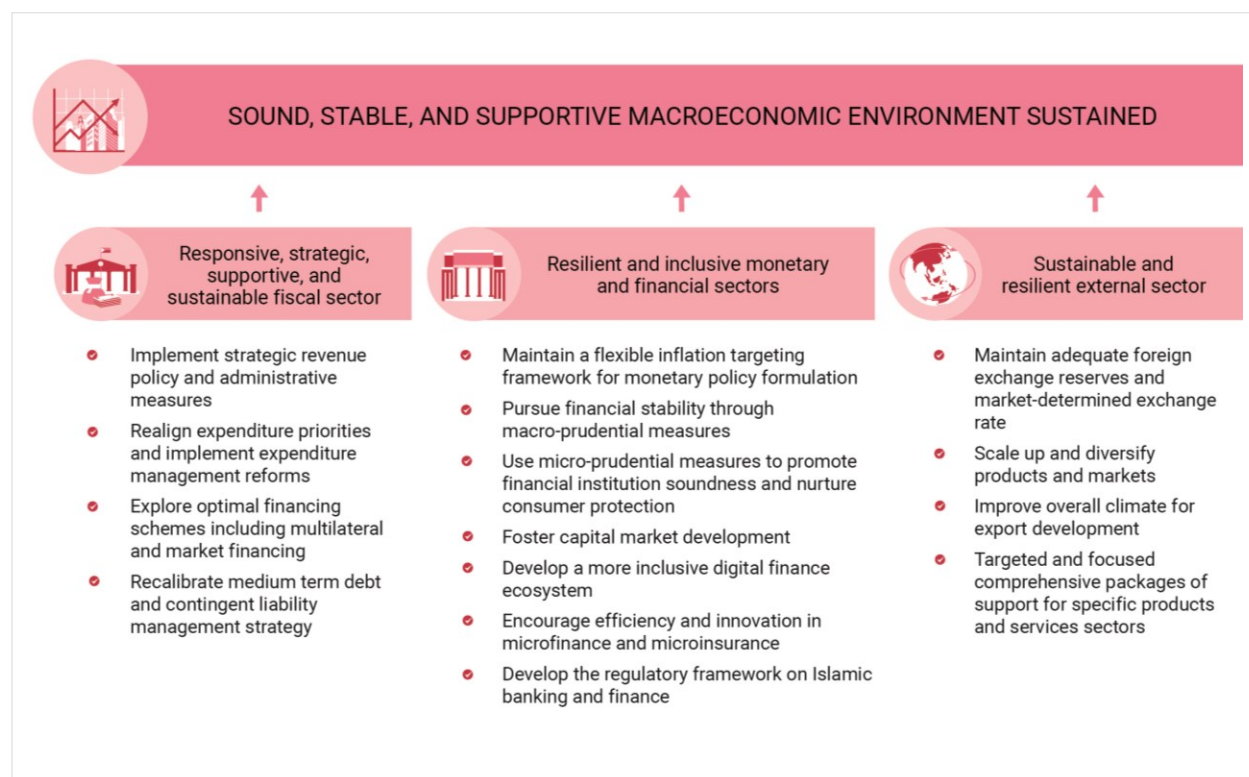 SOUND, STABLE, AND SUPPORTIVE MACROECONOMIC ENVIRONMENT SUSTAINED
Responsive, strategic,
supportive, and
sustainable fiscal sector
Implement strategic revenue
policy and administrative
measures
Realign expenditure priorities
and implement expenditure
management reforms
Explore optimal financing
schemes including multilateral
and market financing
Recalibrate medium term debt
and contingent liability
management strategy
Resilient and inclusive monetary
and financial sectors
Maintain a flexible inflation targeting
framework for monetary policy formulation
Pursue financial stability through
macro-prudential measures
Use micro-prudential measures to promote
financial institution soundness and nurture
consumer protection
Foster capital market development
Develop a more inclusive digital finance
ecosystem
Encourage efficiency and innovation in
microfinance and microinsurance
Develop the regulatory framework on Islamic
banking and finance
Sustainable and
resilient external sector
Maintain adequate foreign
exchange reserves and
market-determined exchange
rate
Scale up and diversify
products and markets
Improve overall climate for
export development
Targeted and focused
comprehensive packages of
support for specific products
and services sectors